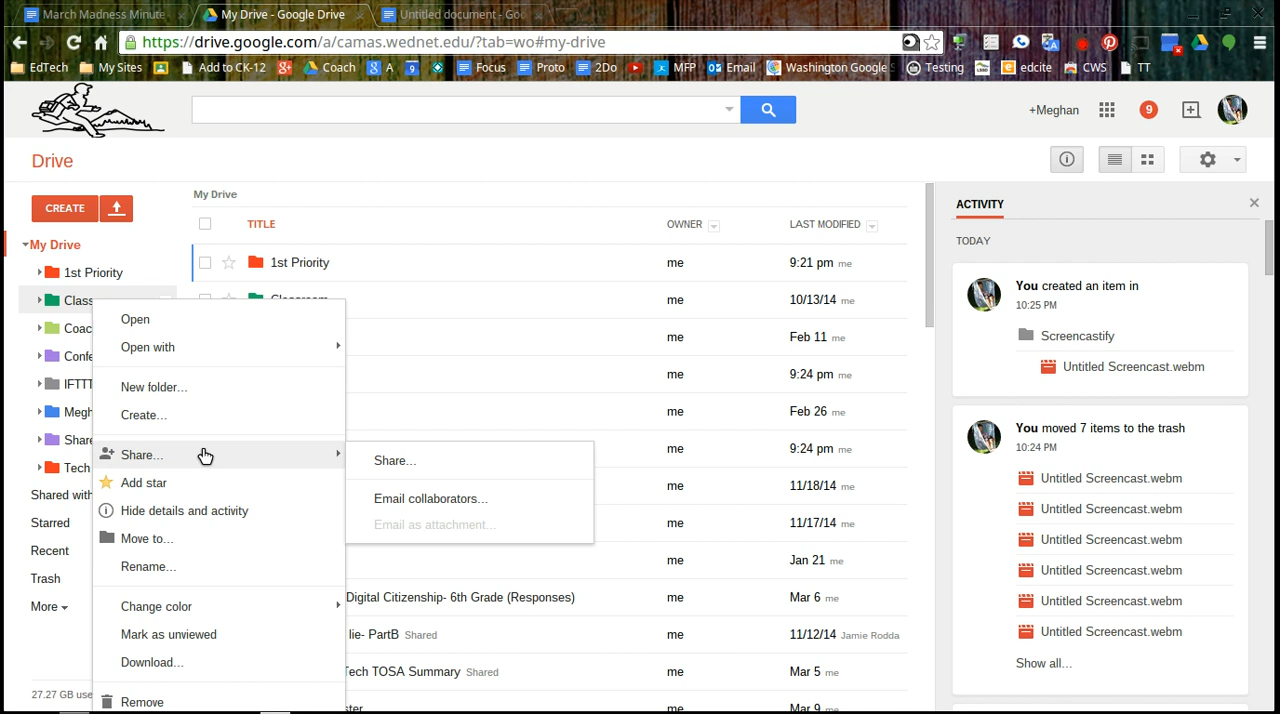 March Madness Minute
My Drive - Google Drive
Untitled document - Goo
https://drive.google.com/a/camas.wednet.edu/?tab=wo#my-drive
EdTech My Sites Add to CK-12 Coach A 9 Focus Proto 2Do MFP Email Washington Google Testing edcite CWS TT
+Meghan 9
Drive
CREATE
My Drive
1st Priority
Class
Coac
Confe
IFTTT
Megh
Share
Tech
Shared with
Starred
Recent
Trash
More
27.27 GB use
Open
Open with
New folder...
Create...
Share...
Add star
Hide details and activity
Move to...
Rename...
Change color
Mark as unviewed
Download...
Remove
Share...
Email collaborators...
Email as attachment...
My Drive
TITLE OWNER LAST MODIFIED
1st Priority me 9:21 pm me
Classroom me 10/13/14 me
me Feb 11 me
me 9:24 pm me
me Feb 26 me
me 9:24 pm me
me 11/18/14 me
me 11/17/14 me
me Jan 21 me
Digital Citizenship- 6th Grade (Responses) me Mar 6 me
lie- PartB Shared me 11/12/14 Jamie Rodda
Tech TOSA Summary Shared me Mar 5 me
ster me Mar 9 me
ACTIVITY
TODAY
You created an item in
10:25 PM
Screencastify
Untitled Screencast.webm
You moved 7 items to the trash
10:24 PM
Untitled Screencast.webm
Untitled Screencast.webm
Untitled Screencast.webm
Untitled Screencast.webm
Untitled Screencast.webm
Untitled Screencast.webm
Show all...